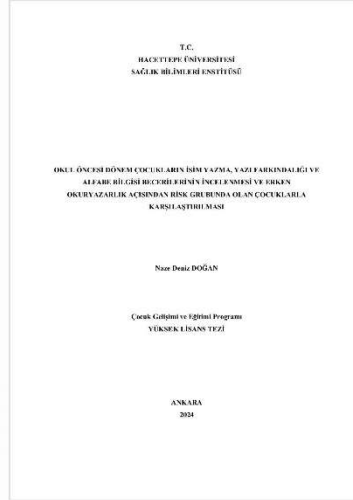 T.C.
HACETTEPE ÜNİVERSİTESİ
SAĞLIK BİLİMLERİ ENSTİTÜSÜ
OKUL ÖNCESİ DÖNEM ÇOCUKLARIN İSİM YAZMA, YAZI FARKINDALIĞI VE
ALFABE BİLGİSİ BECERİLERİNİN İNCELENMESİ VE ERKEN
OKURYAZARLIK AÇISINDAN RİSK GRUBUNDA OLAN ÇOCUKLARLA
KARŞILAŞTIRILMASI
Naze Deniz DOĞAN
Çocuk Gelişimi ve Eğitimi Programı
YÜKSEK LİSANS TEZİ
ANKARA
2024